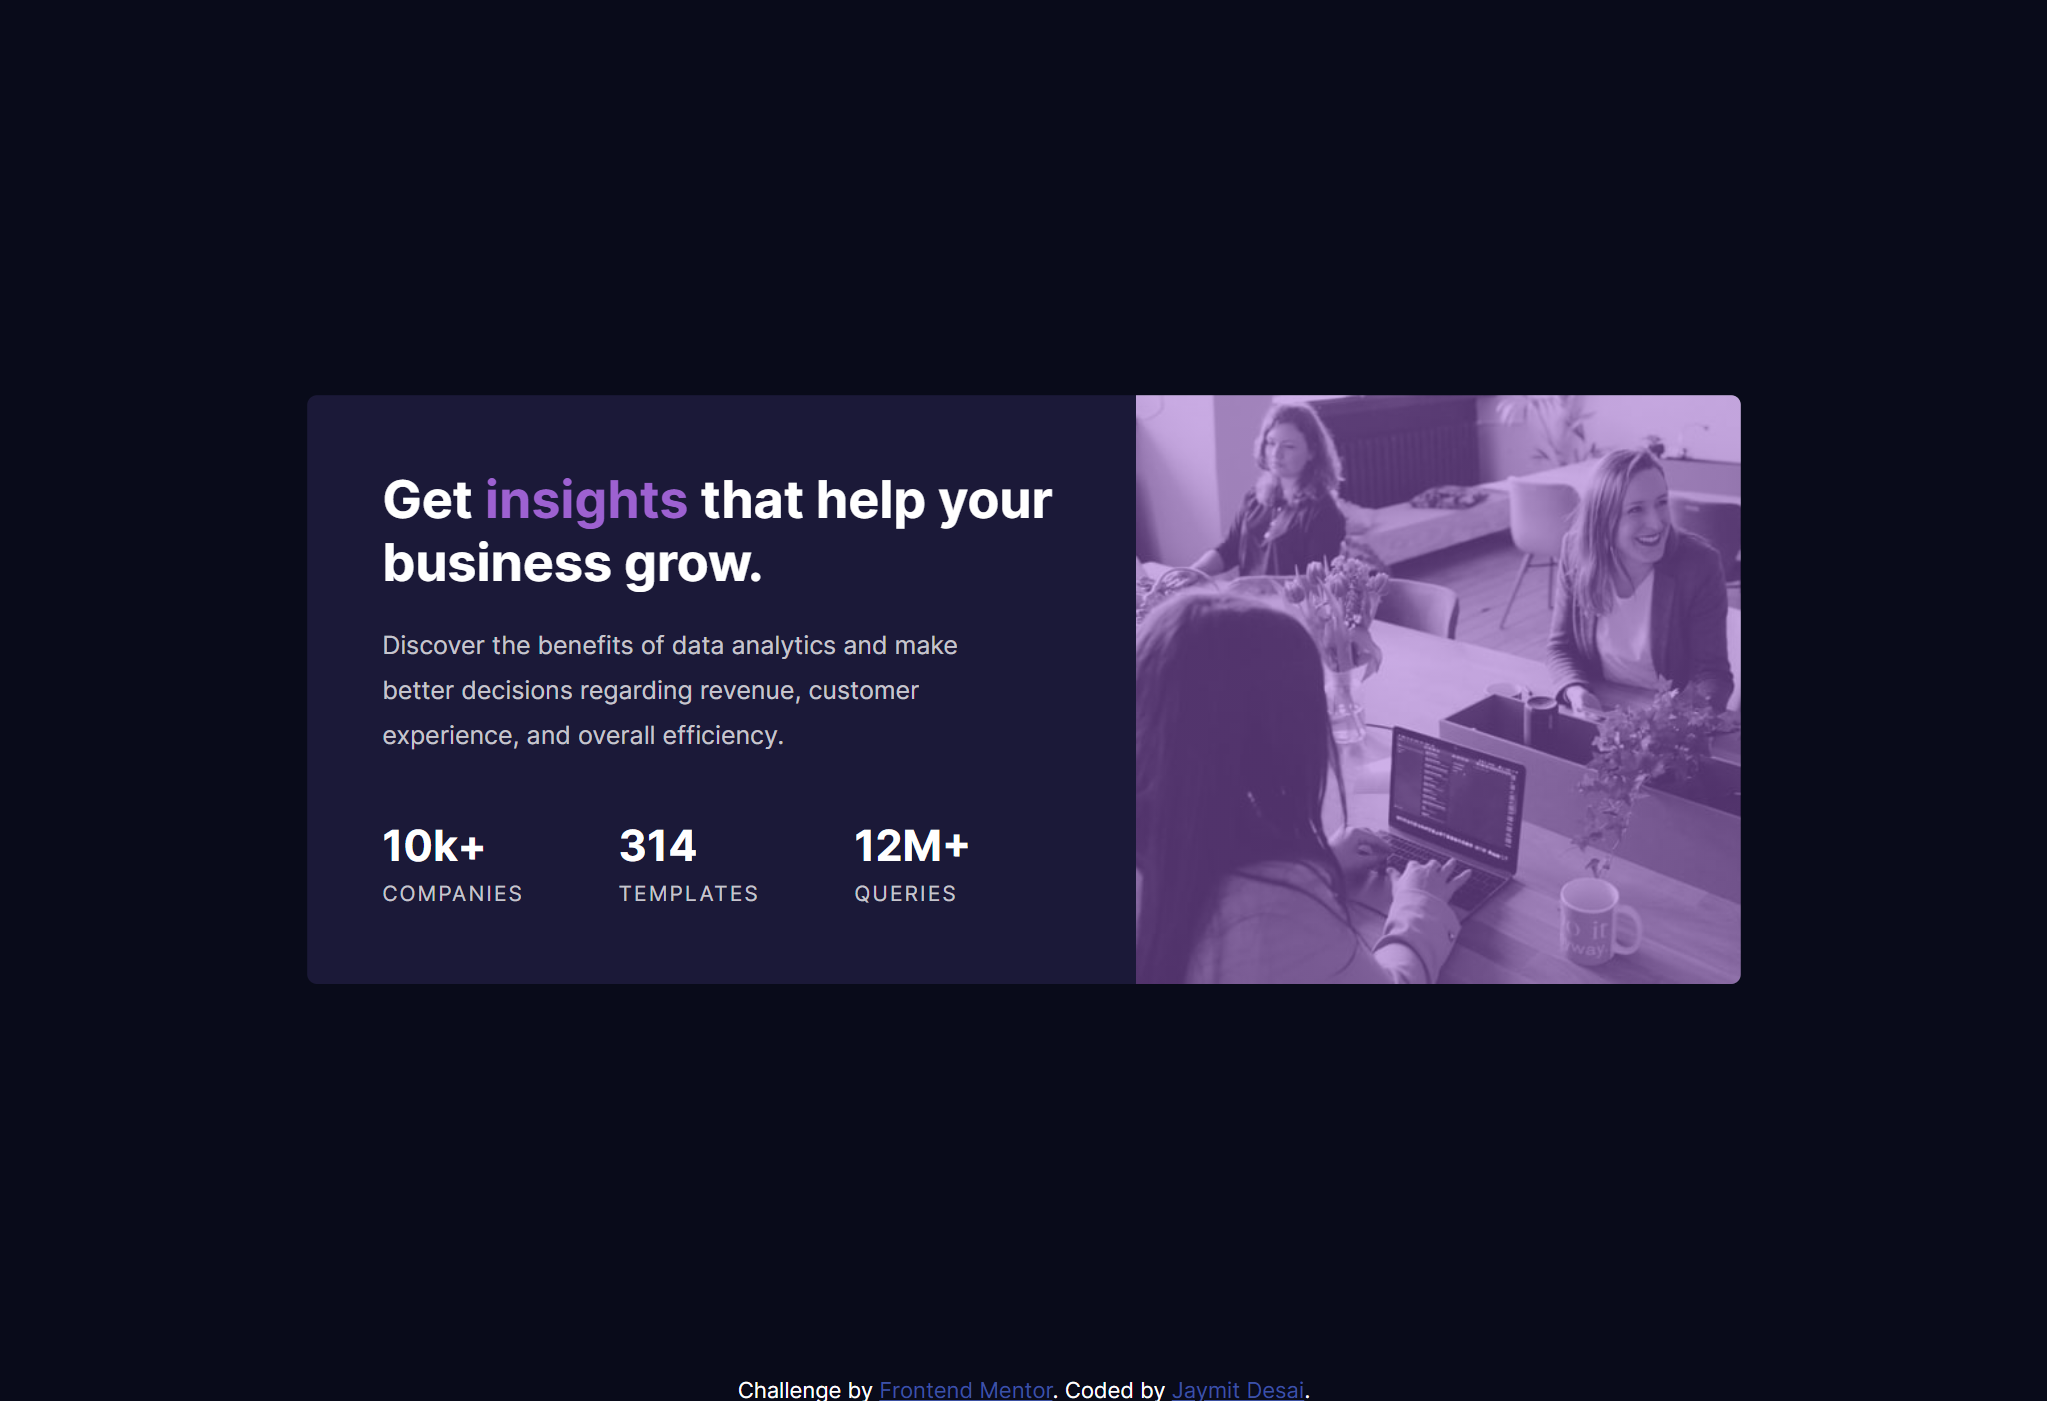 Get insights that help your
business grow.
Discover the benefits of data analytics and make
better decisions regarding revenue, customer
experience, and overall efficiency.
10k+
314
12M+
COMPANIES
TEMPLATES
QUERIES
it
way.
Challenge by Frontend Mentor. Coded by Jaymit Desai.